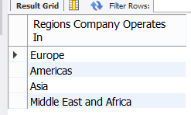 Result Grid Filter Rows:
Regions Company Operates
In
Europe
Americas
Asia
Middle East and Africa